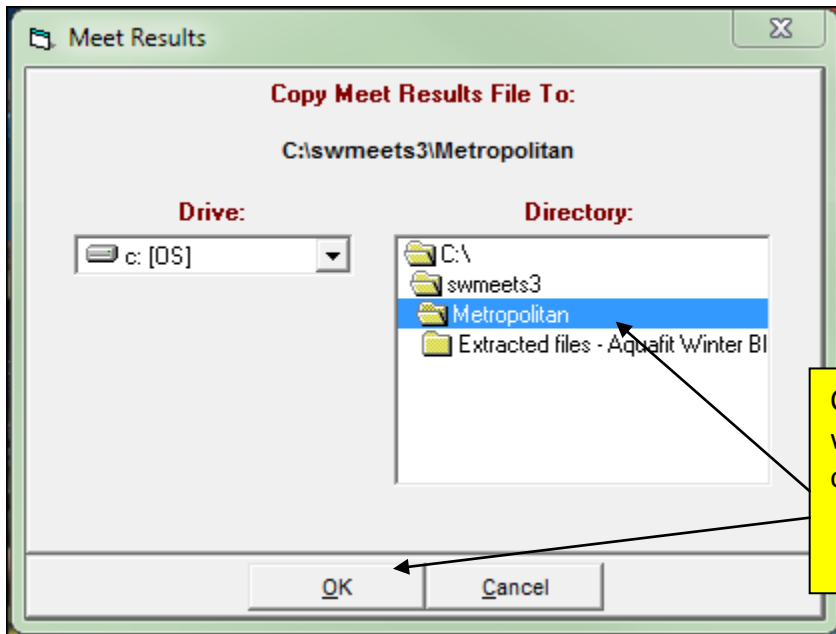 Meet Results
Copy Meet Results File To:
C:\swmeets3\Metropolitan
Drive:
Directory:
c: [OS]
C:\
swmeets3
Metropolitan
Extracted files - Aquafit Winter Bl
OK
Cancel